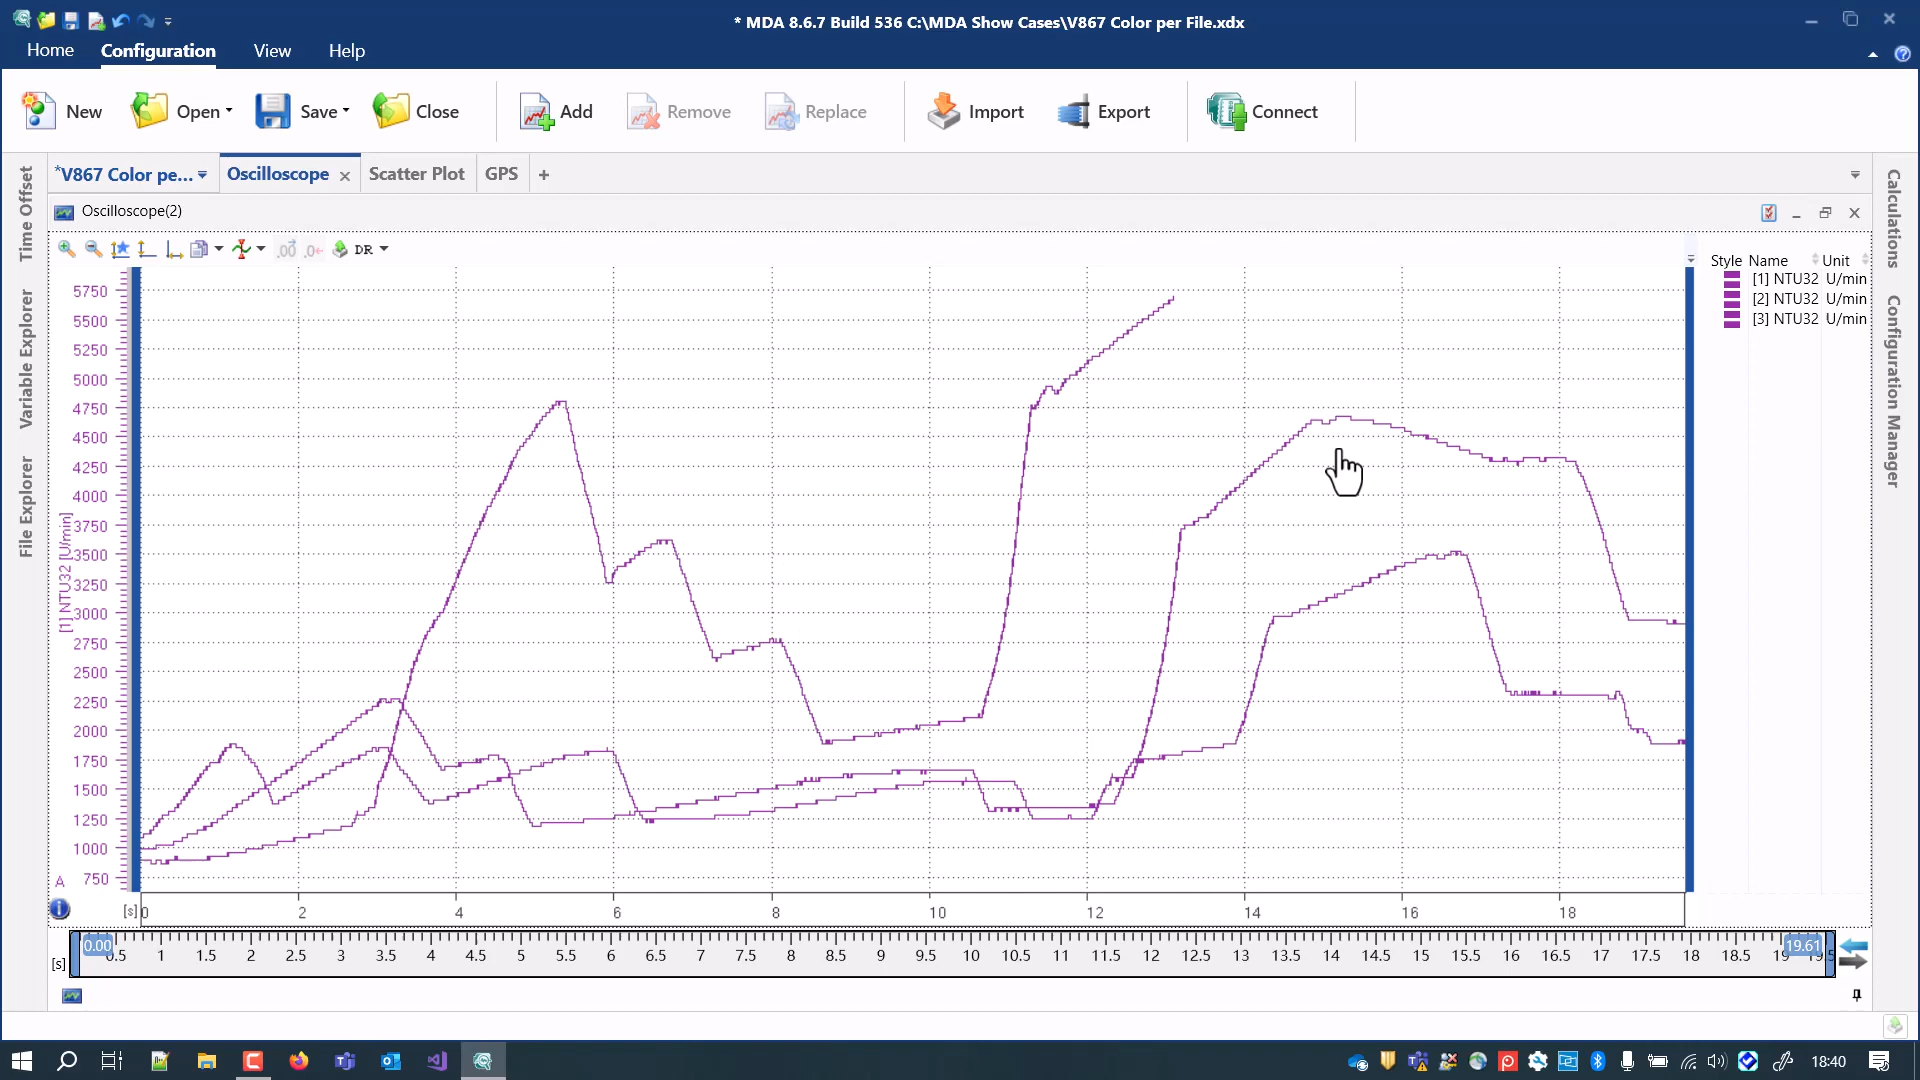 * MDA 8.6.7 Build 536 C:\MDA Show Cases\V867 Color per File.xdx
Home Configuration View Help
New Open Save Close Add Remove Replace Import Export Connect
*V867 Color pe... Oscilloscope Scatter Plot GPS +
Oscilloscope(2)
DR
Time Offset
Variable Explorer
File Explorer
Calculations
Configuration Manager
Style Name Unit
[1] NTU32 U/min
[2] NTU32 U/min
[3] NTU32 U/min
[1] NTU32 [U/min]
5750
5500
5250
5000
4750
4500
4250
4000
3750
3500
3250
3000
2750
2500
2250
2000
1750
1500
1250
1000
750
A
[s] 0 2 4 6 8 10 12 14 16 18
0.00 19.61
[s] 0.5 1 1.5 2 2.5 3 3.5 4 4.5 5 5.5 6 6.5 7 7.5 8 8.5 9 9.5 10 10.5 11 11.5 12 12.5 13 13.5 14 14.5 15 15.5 16 16.5 17 17.5 18 18.5 19 19.5
18:40